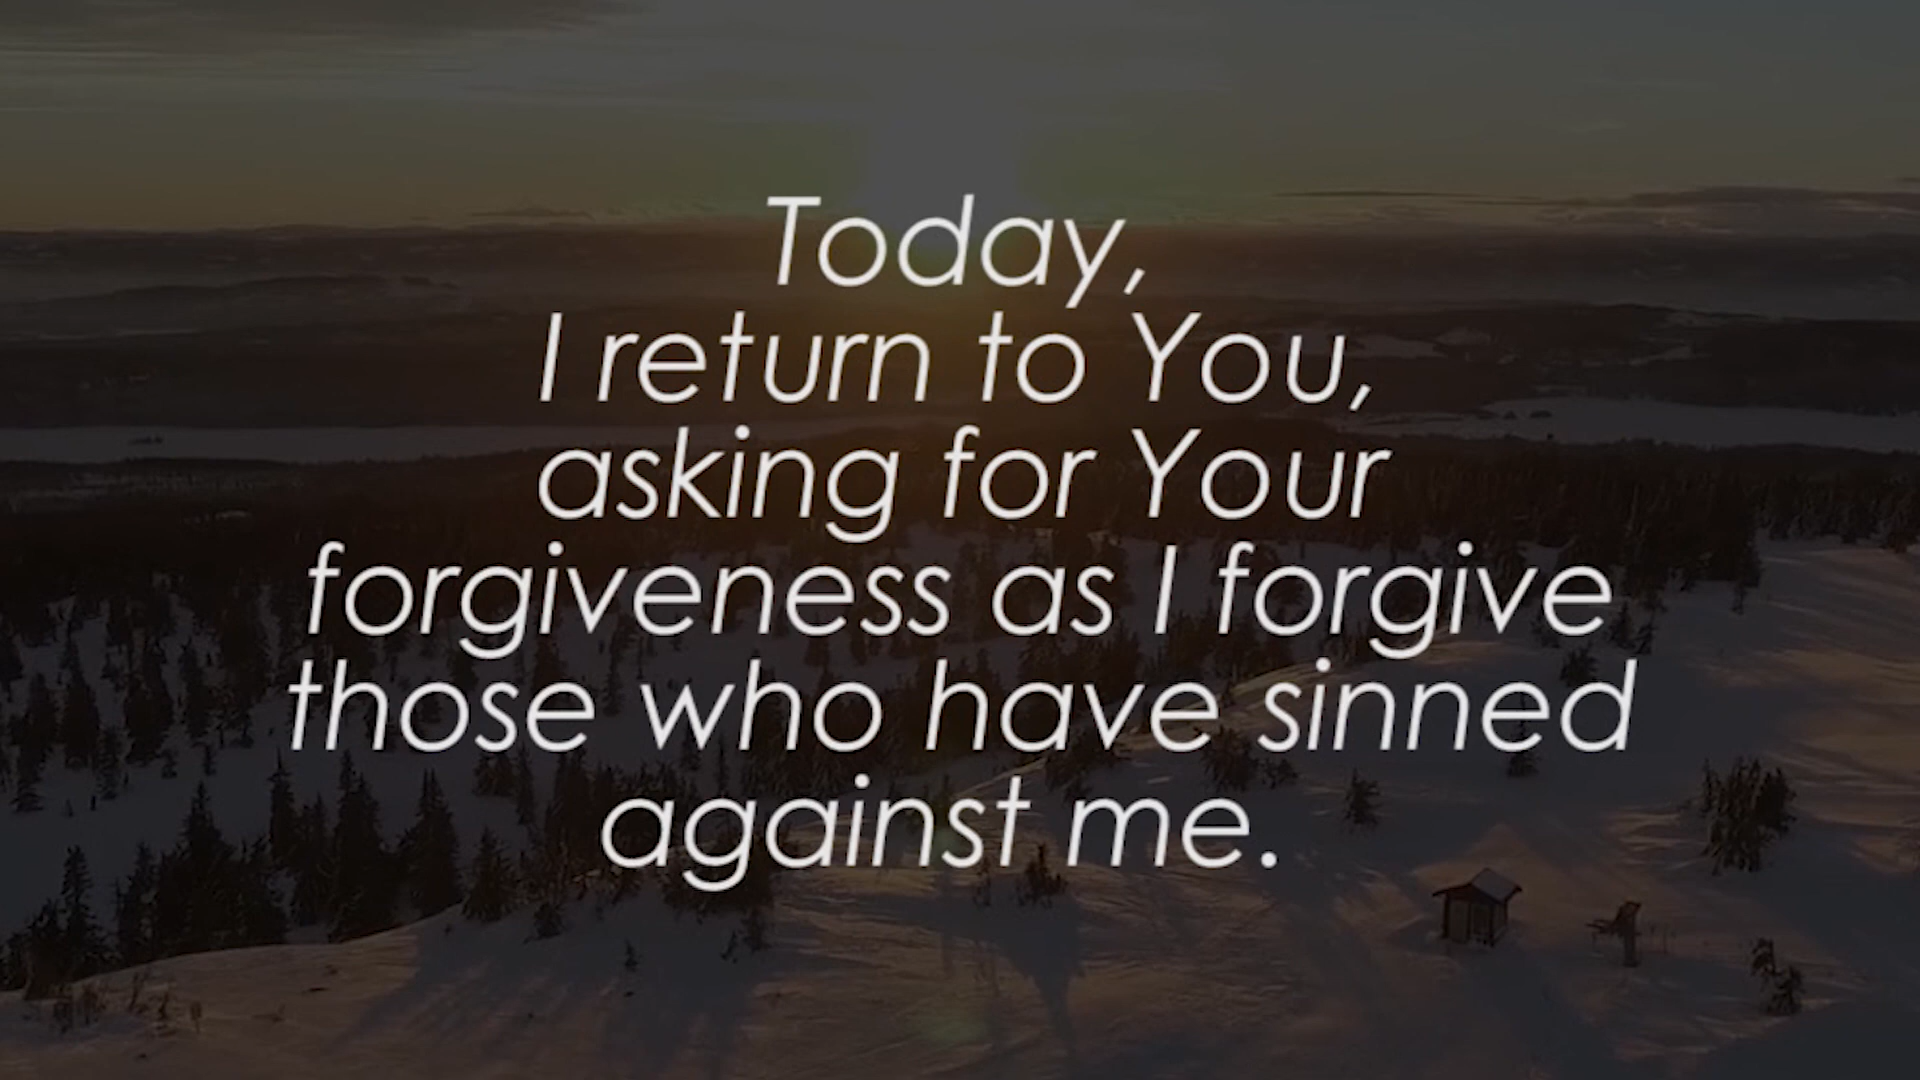 Today,
I return to You,
asking for Your
forgiveness as I forgive
those who have sinned
against me.